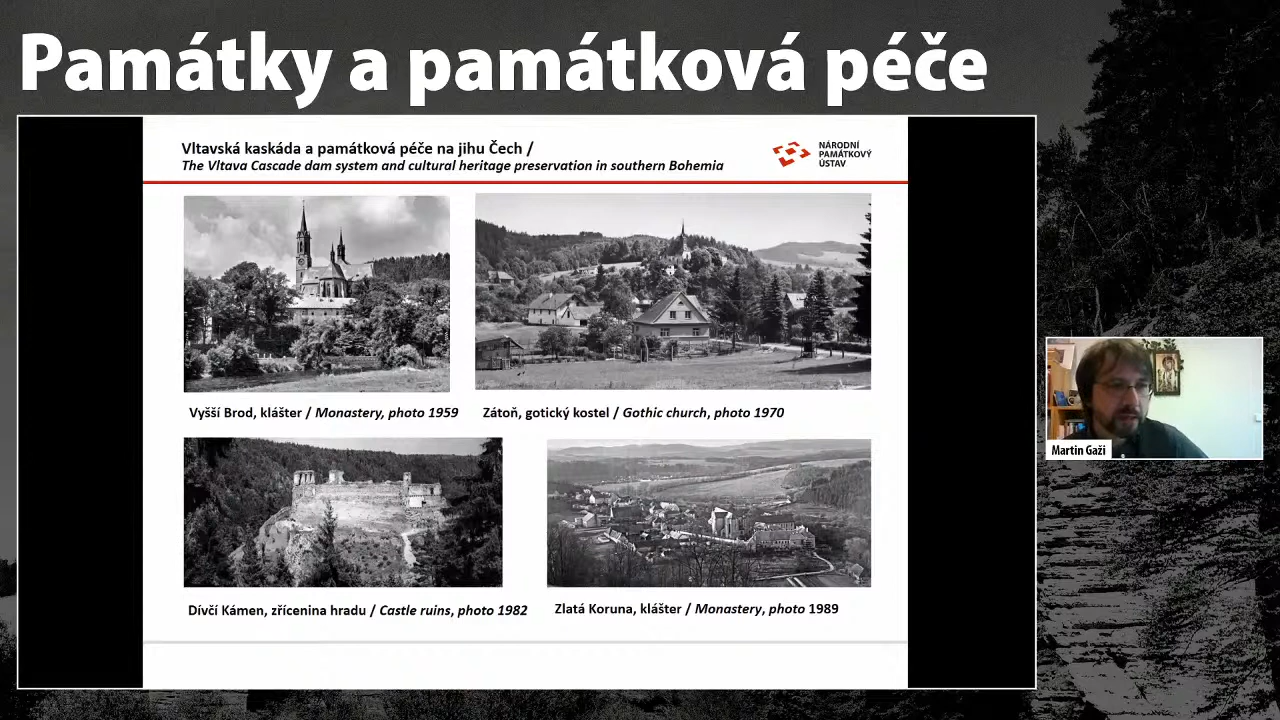 Památky a památková péče
Vltavská kaskáda a památková péče na jihu Čech /
The Vltava Cascade dam system and cultural heritage preservation in southern Bohemia
NÁRODNÍ
PAMÁTKOVÝ
ÚSTAV
Vyšší Brod, klášter / Monastery, photo 1959
Zátoň, gotický kostel / Gothic church, photo 1970
Dívčí Kámen, zřícenina hradu / Castle ruins, photo 1982
Zlatá Koruna, klášter / Monastery, photo 1989
Martin Gaži